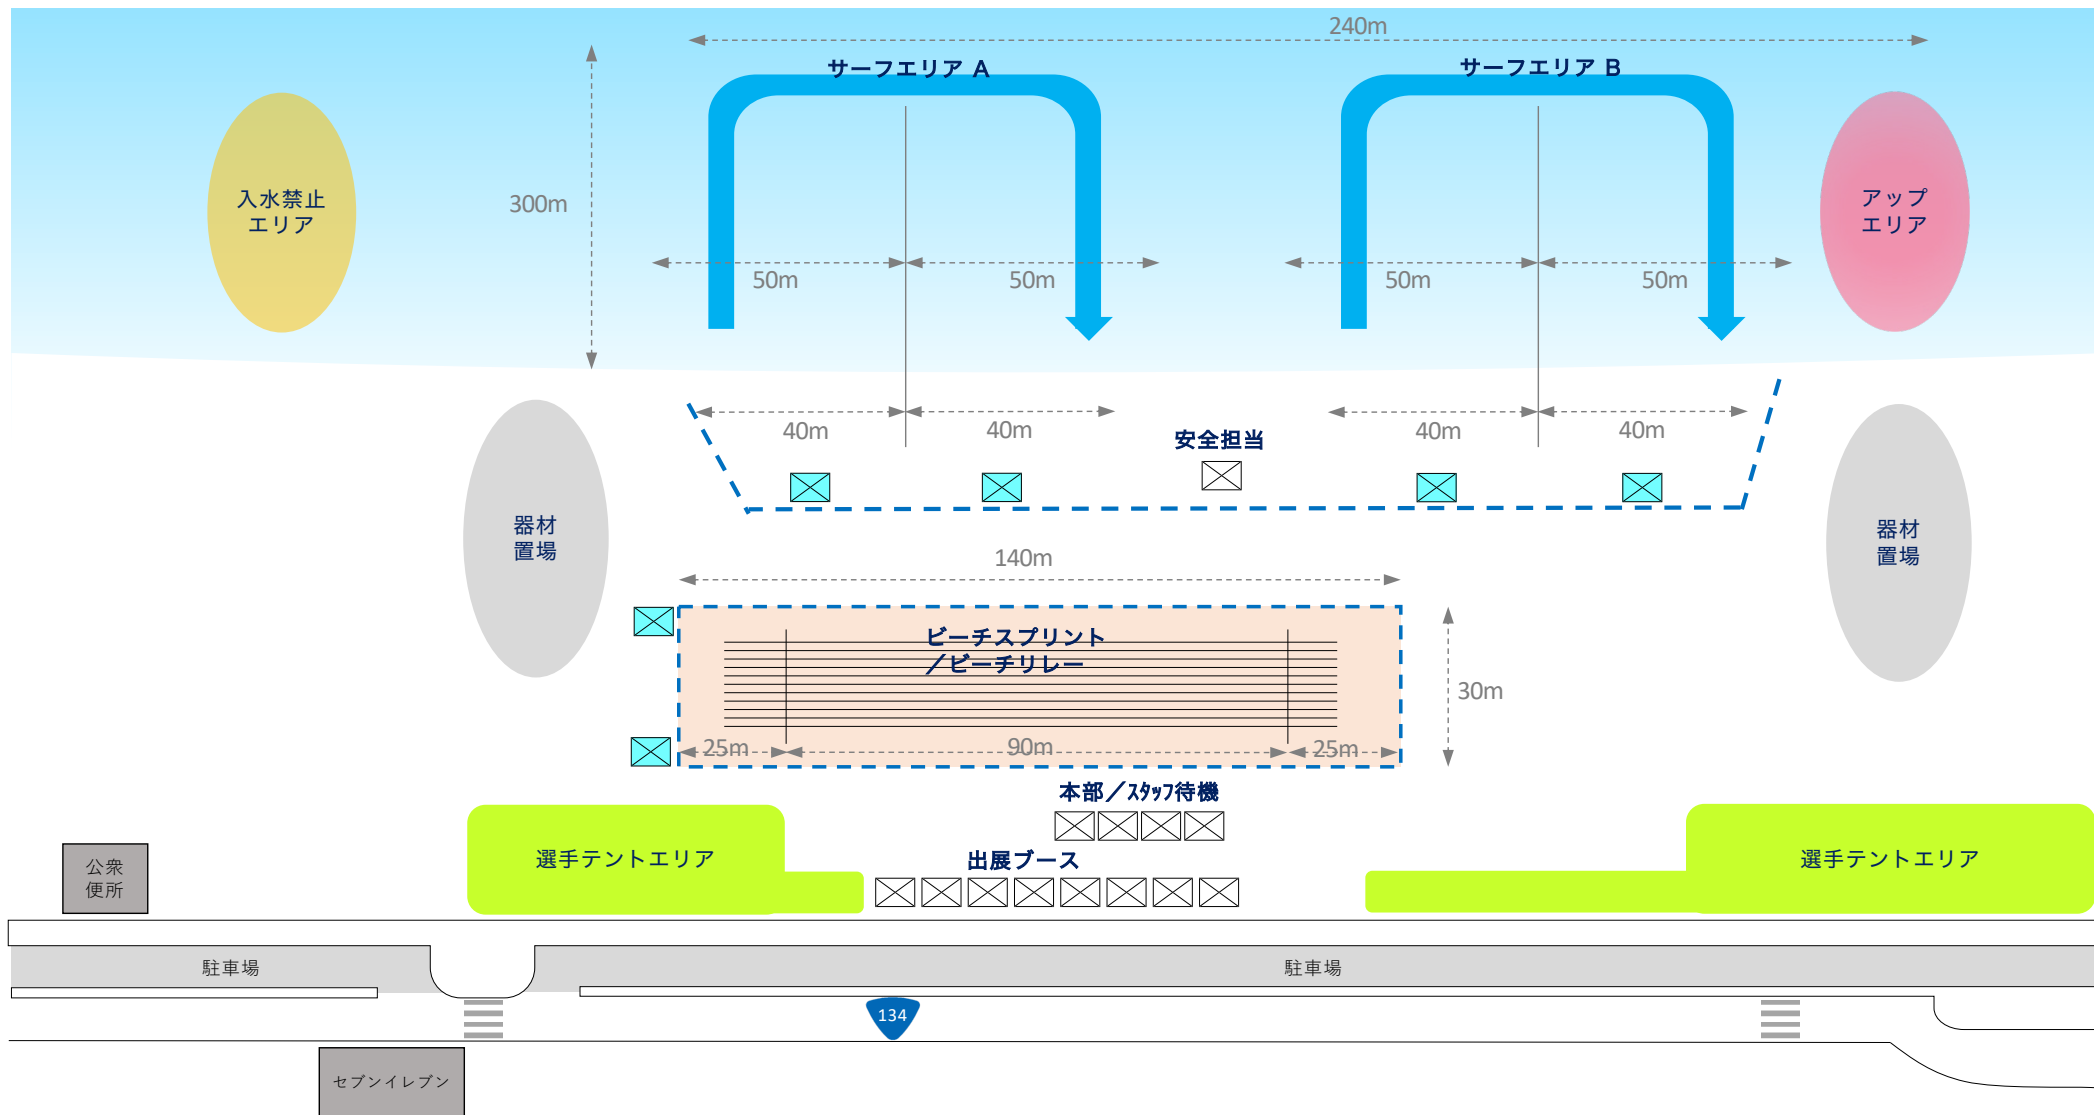 240m
サーフエリア A
サーフエリア B
入水禁止
エリア
アップ
エリア
300m
50m
50m
50m
50m
40m
40m
40m
40m
安全担当
器材
置場
器材
置場
140m
ビーチスプリント
／ビーチリレー
30m
25m
90m
25m
本部／ｽﾀｯﾌ待機
選手テントエリア
出展ブース
選手テントエリア
公衆
便所
駐車場
駐車場
134
セブンイレブン